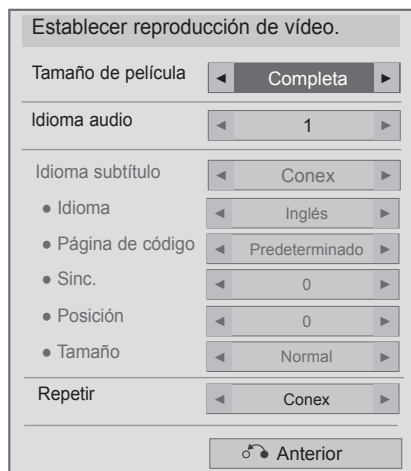 Establecer reproducción de vídeo.
Tamaño de película ◄ Completa ►
Idioma audio ◄ 1 ►
Idioma subtítulo ◄ Conex ►
● Idioma ◄ Inglés ►
● Página de código ◄ Predeterminado ►
● Sinc. ◄ 0 ►
● Posición ◄ 0 ►
● Tamaño ◄ Normal ►
Repetir ◄ Conex ►
Anterior